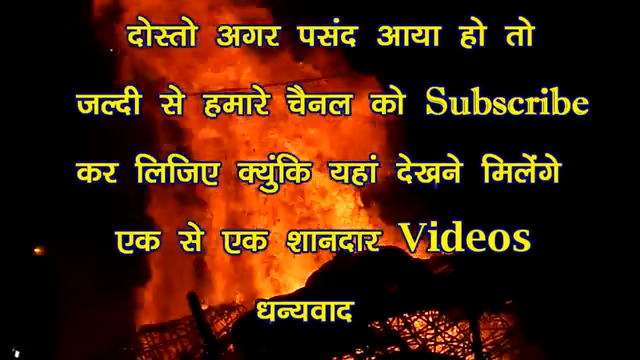 दोस्तो अगर पसंद आया हो तो
जल्दी से हमारे चैनल को Subscribe
कर लिजिए क्युंकि यहां देखने मिलेंगे
एक से एक शानदार Videos
धन्यवाद